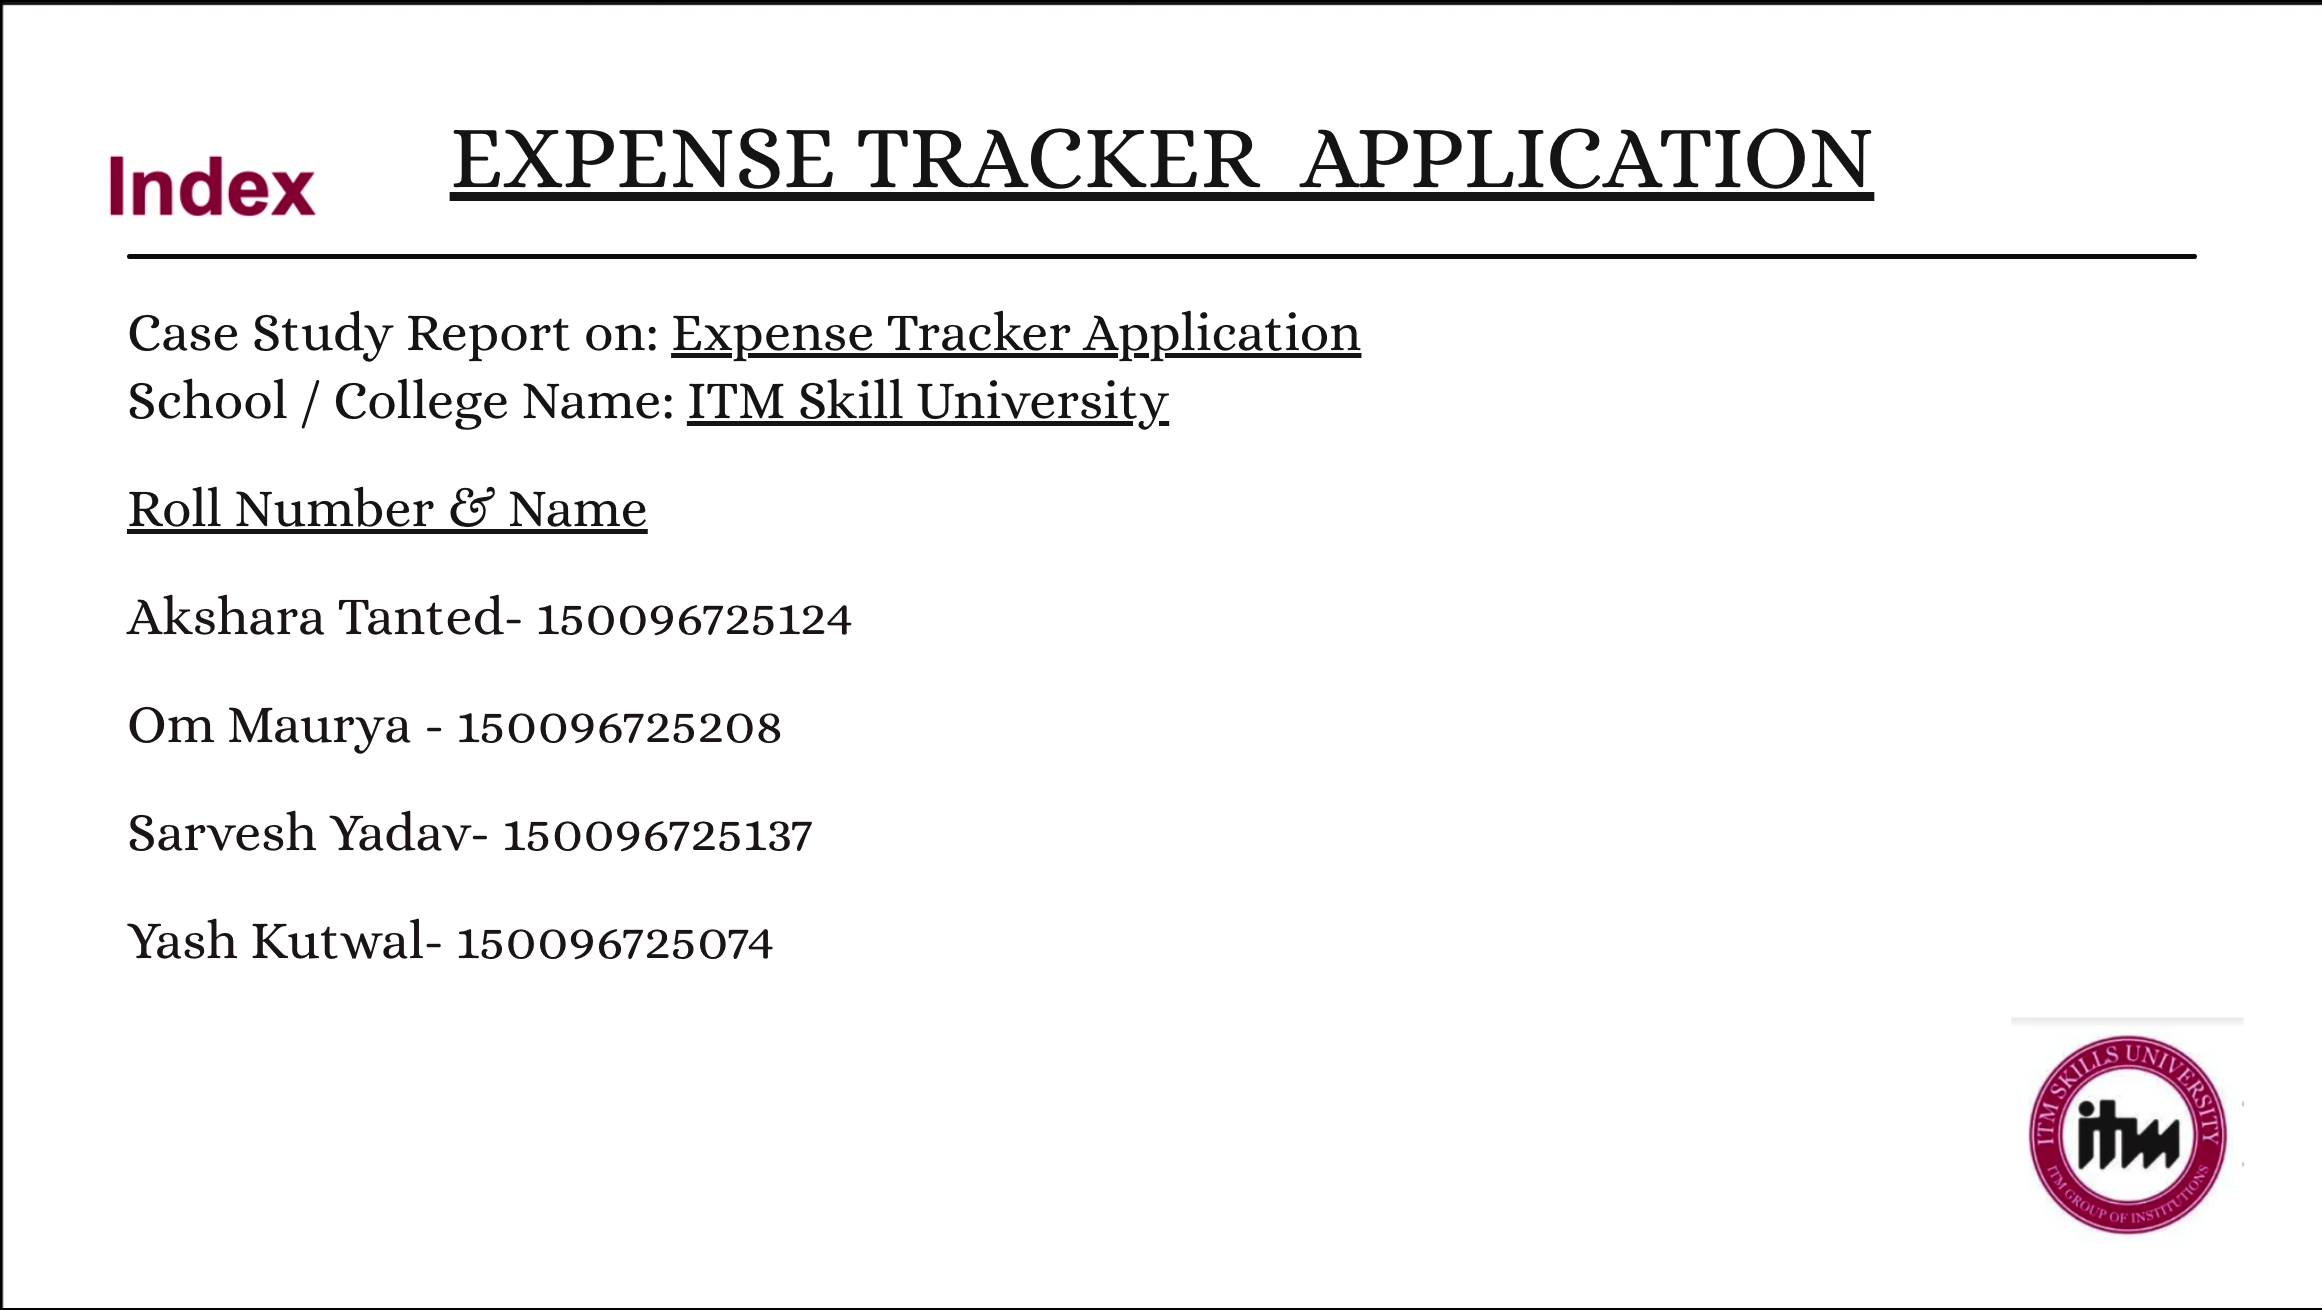 Index
EXPENSE TRACKER APPLICATION
Case Study Report on: Expense Tracker Application
School / College Name: ITM Skill University
Roll Number & Name
Akshara Tanted- 150096725124
Om Maurya - 150096725208
Sarvesh Yadav- 150096725137
Yash Kutwal- 150096725074
ITM SKILLS UNIVERSITY
itm
ITM GROUP OF INSTITUTIONS